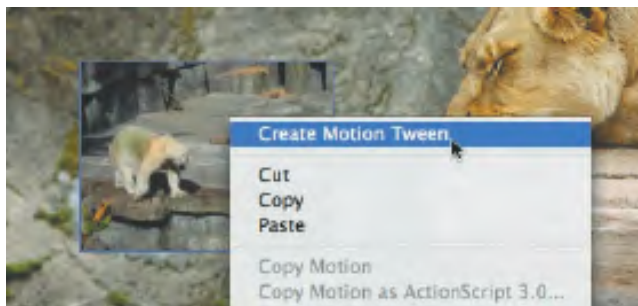 Create Motion Tween
Cut
Copy
Paste
Copy Motion
Copy Motion as ActionScript 3.0...